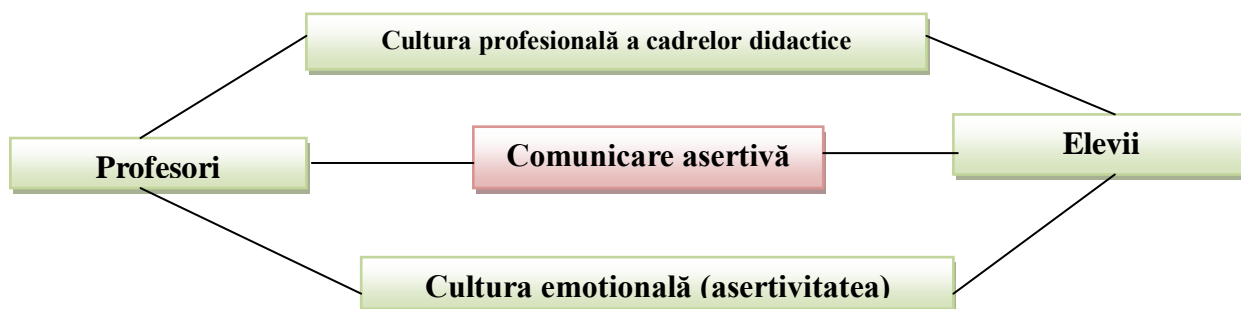 Cultura profesională a cadrelor didactice
Profesori
Comunicare asertivă
Elevii
Cultura emotională (asertivitatea)